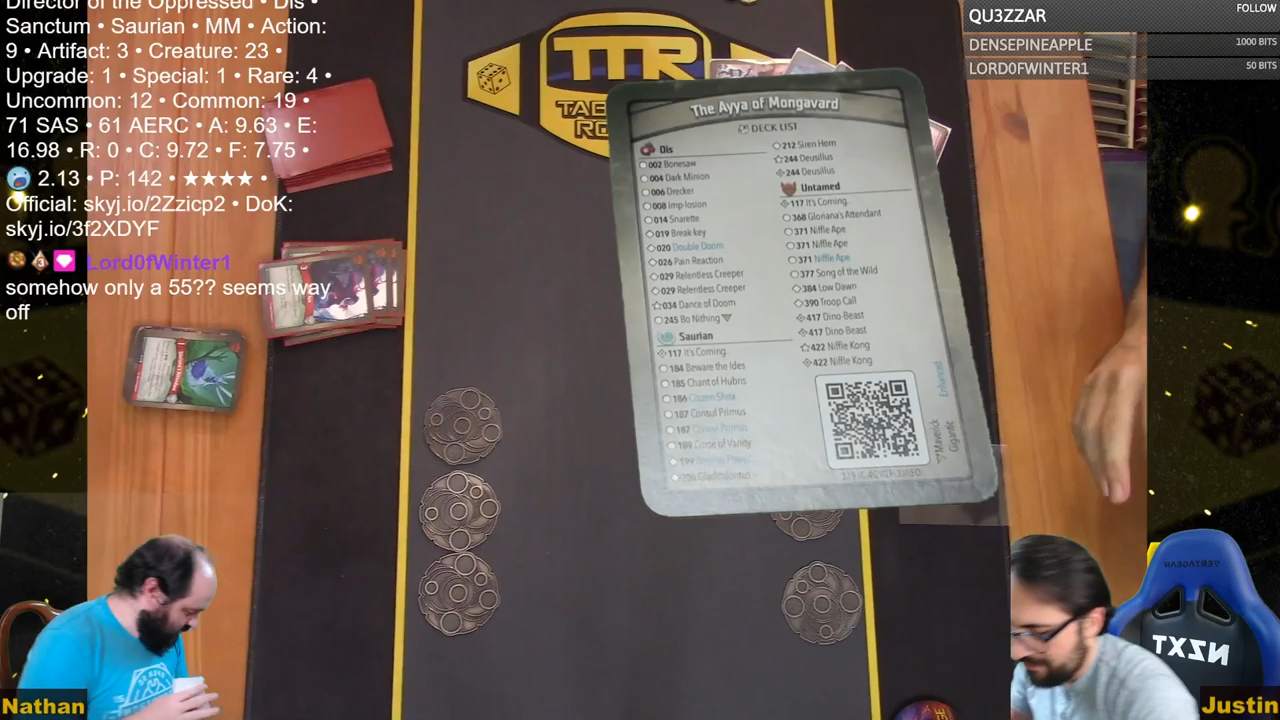 Director of the Oppressed • Dis •
Sanctum • Saurian • MM • Action:
9 • Artifact: 3 • Creature: 23 •
Upgrade: 1 • Special: 1 • Rare: 4 •
Uncommon: 12 • Common: 19 •
71 SAS • 61 AERC • A: 9.63 • E:
16.98 • R: 0 • C: 9.72 • F: 7.75 •
2.13 • P: 142 • ★★★★ •
Official: skyj.io/2Zzicp2 • DoK:
skyj.io/3f2XDYF
Lord0fWinter1
somehow only a 55?? seems way
off
TTR
The Ayya of Mongavard
DECK LIST
Dis
002 Bonesaw
004 Dark Minion
006 Drecker
008 Imp-losion
014 Snarette
019 Break-key
020 Double Doom
026 Pain Reaction
029 Relentless Creeper
029 Relentless Creeper
034 Dance of Doom
245 Bo Nithing
Saurian
117 It's Coming...
184 Beware the Ides
185 Chant of Hubris
186 Citizen Shrix
187 Consul Primus
187 Consul Primus
189 Curse of Vanity
212 Siren Horn
244 Deusillus
244 Deusillus
Untamed
117 It's Coming...
368 Gloriana's Attendant
371 Niffle Ape
371 Niffle Ape
371 Niffle Ape
377 Song of the Wild
384 Low Dawn
390 Troop Call
417 Dino-Beast
417 Dino-Beast
422 Niffle Kong
422 Niffle Kong
Enhanced
Maverick
Gigantic
QU3ZZAR
FOLLOW
DENSEPINEAPPLE
1000 BITS
LORD0FWINTER1
50 BITS
VERTAGEAR
NZXT
Nathan
Justin